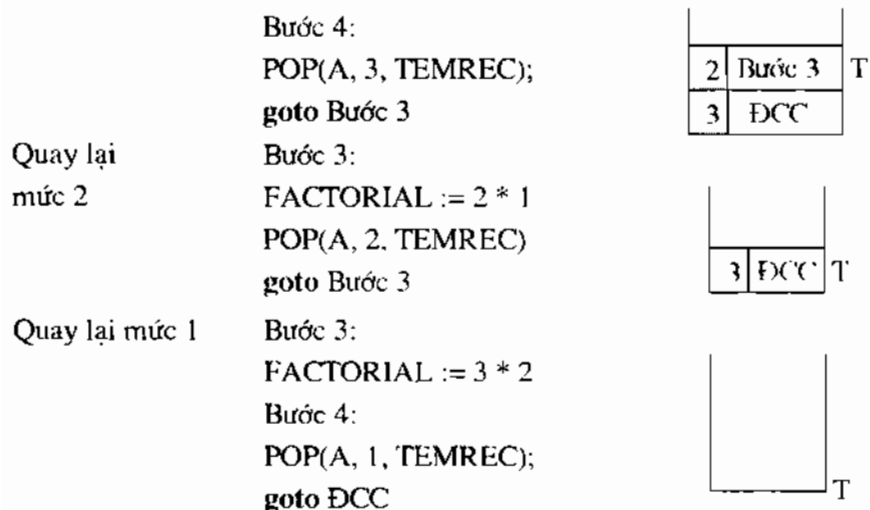 Bước 4:
POP(A, 3, TEMREC);
2 Bước 3 T
goto Bước 3
3 ĐCC
Quay lại Bước 3:
mức 2 FACTORIAL := 2 * 1
POP(A, 2, TEMREC)
goto Bước 3
3 ĐCC T
Quay lại mức 1 Bước 3:
FACTORIAL := 3 * 2
Bước 4:
POP(A, 1, TEMREC);
goto ĐCC
T